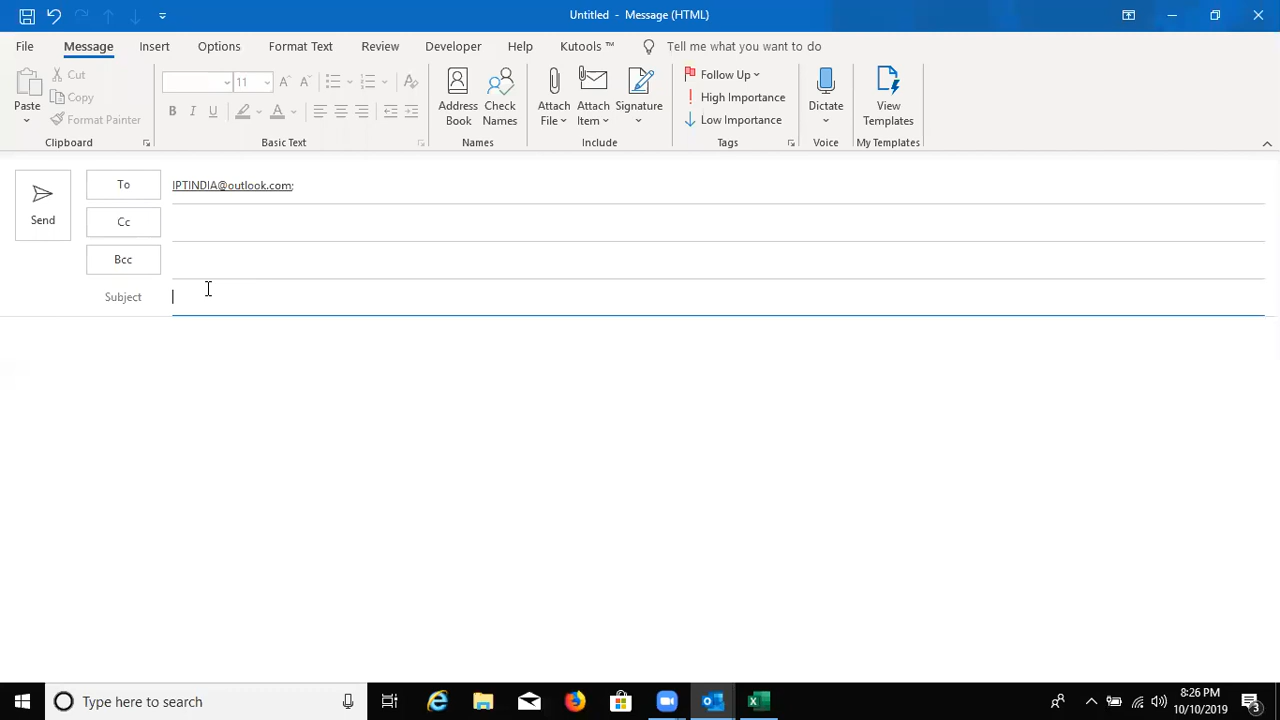 Untitled - Message (HTML)
File Message Insert Options Format Text Review Developer Help Kutools ™ Tell me what you want to do
Paste Cut Copy Format Painter
11
B I U
Address Book
Check Names
Attach File
Attach Item
Signature
Follow Up
High Importance
Low Importance
Dictate
View Templates
Clipboard Basic Text Names Include Tags Voice My Templates
Send
To IPTINDIA@outlook.com;
Cc
Bcc
Subject
Type here to search
8:26 PM
10/10/2019
3